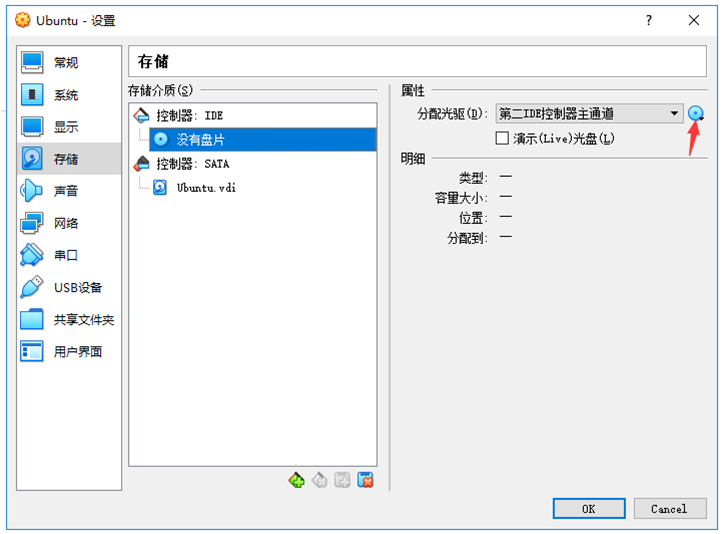 Ubuntu - 设置
?
常规
系统
显示
存储
声音
网络
串口
USB设备
共享文件夹
用户界面
存储
存储介质(S)
控制器: IDE
没有盘片
控制器: SATA
Ubuntu.vdi
属性
分配光驱(D): 第二IDE控制器主通道
演示(Live)光盘(L)
明细
类型: —
容量大小: —
位置: —
分配到: —
OK
Cancel